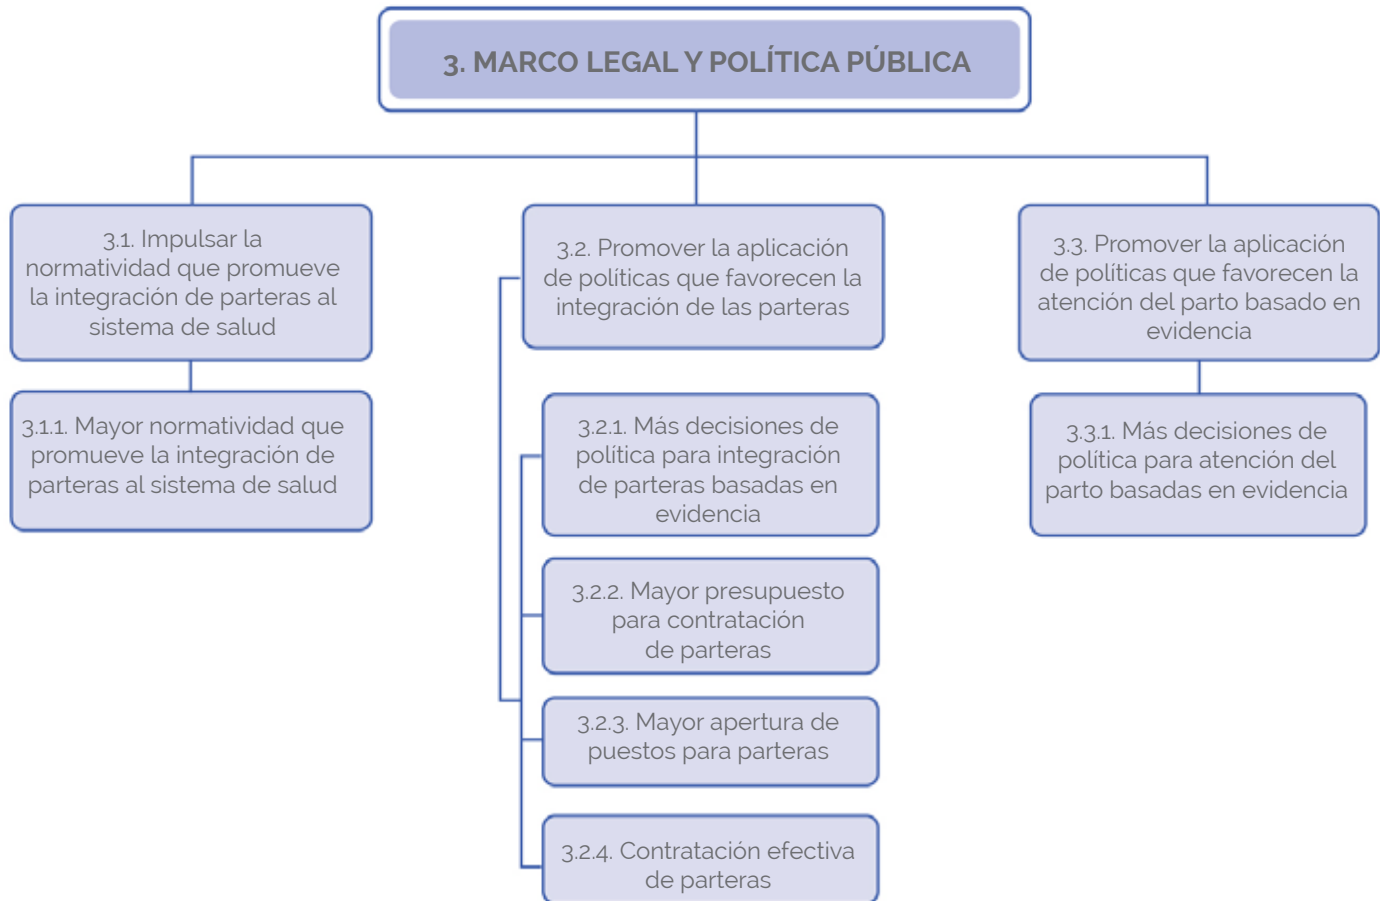 3. MARCO LEGAL Y POLÍTICA PÚBLICA
3.1. Impulsar la
normatividad que promueve
la integración de parteras al
sistema de salud
3.1.1. Mayor normatividad que
promueve la integración de
parteras al sistema de salud
3.2. Promover la aplicación
de políticas que favorecen la
integración de las parteras
3.2.1. Más decisiones de
política para integración
de parteras basadas en
evidencia
3.2.2. Mayor presupuesto
para contratación
de parteras
3.2.3. Mayor apertura de
puestos para parteras
3.2.4. Contratación efectiva
de parteras
3.3. Promover la aplicación
de políticas que favorecen la
atención del parto basado en
evidencia
3.3.1. Más decisiones de
política para atención del
parto basadas en evidencia